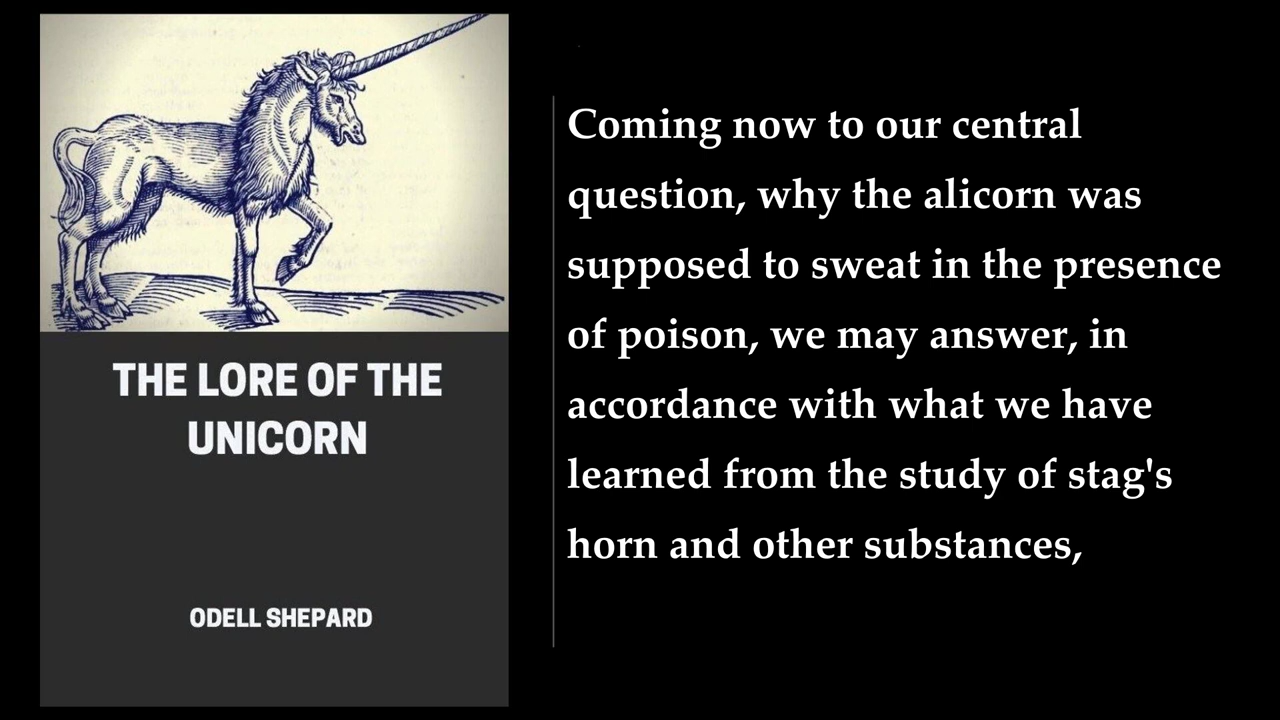 THE LORE OF THE
UNICORN
ODELL SHEPARD
Coming now to our central
question, why the alicorn was
supposed to sweat in the presence
of poison, we may answer, in
accordance with what we have
learned from the study of stag's
horn and other substances,